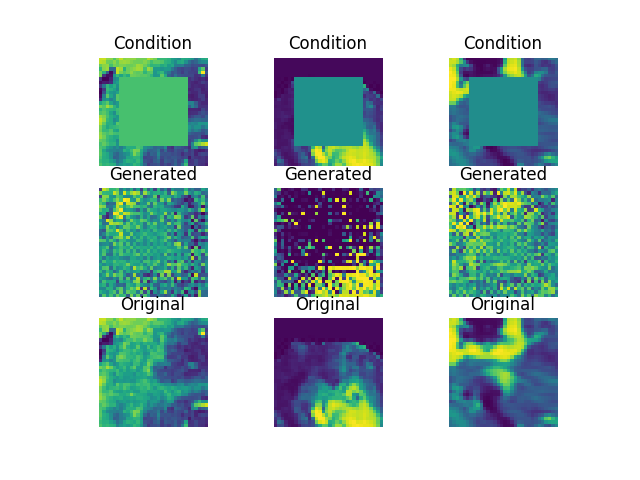 Condition Condition Condition
Generated Generated Generated
Original Original Original